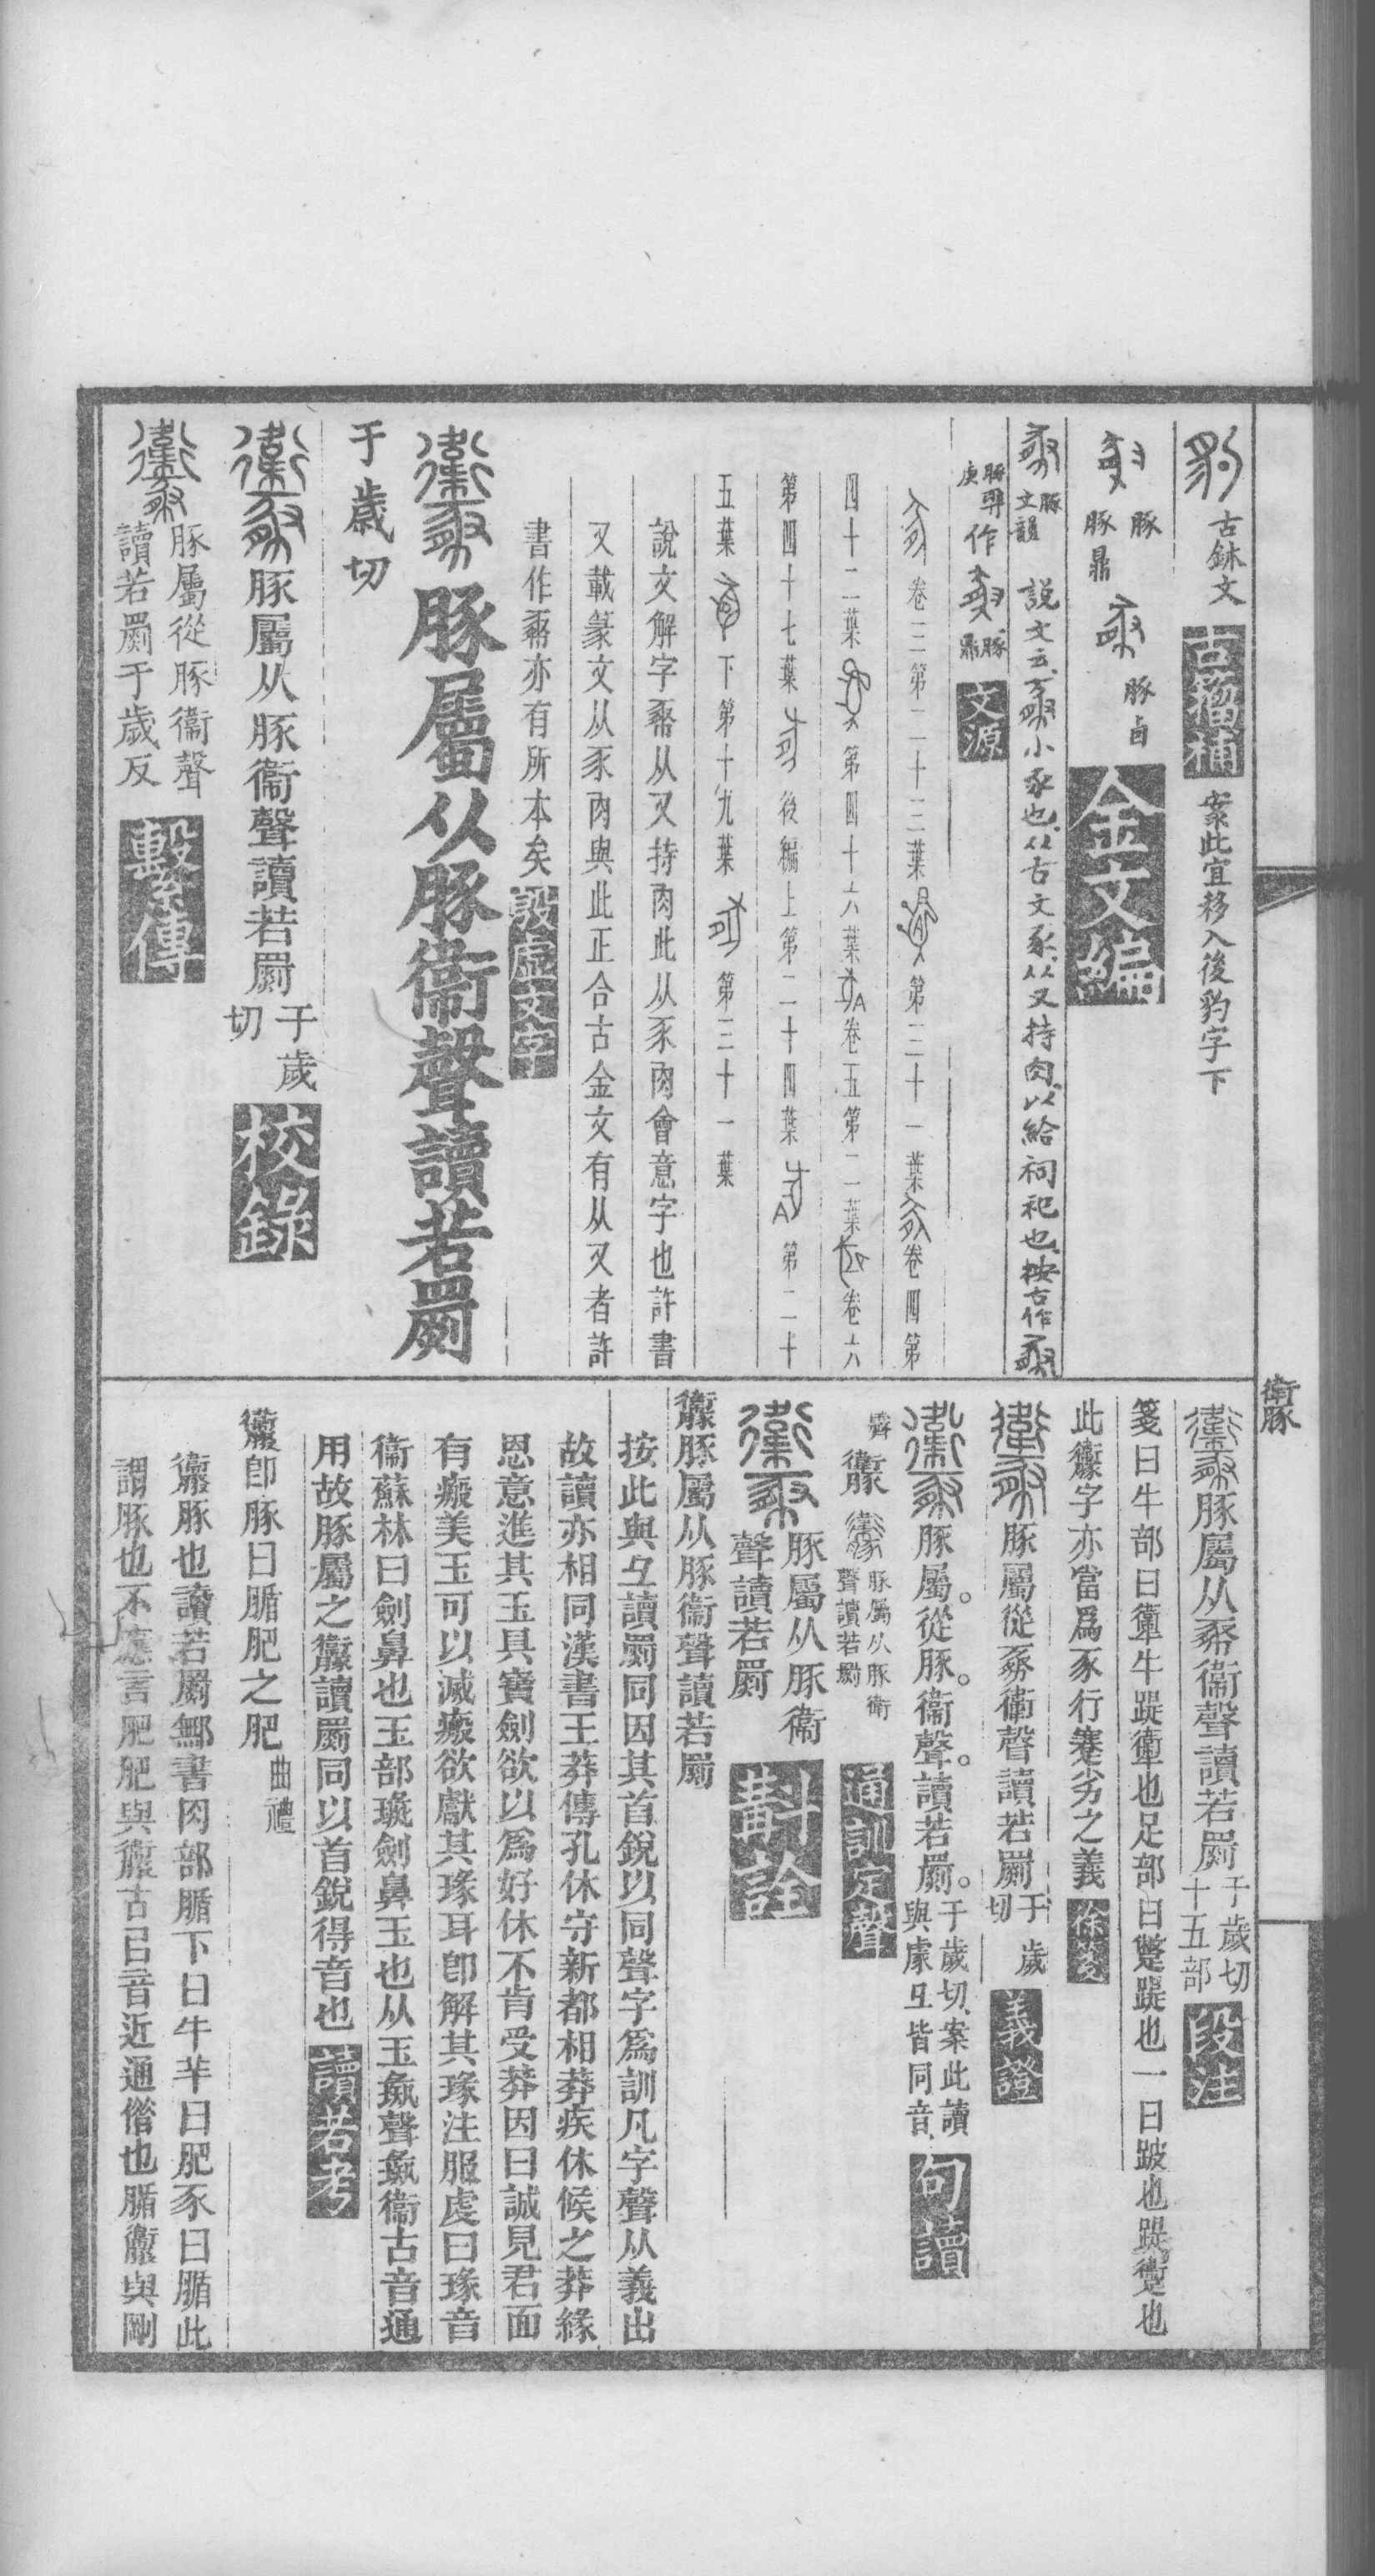 古鉢文 古籀補 案此宜移入後豹字下
豚 豚鼎 豚卣 金文編
豚 文韻 說文云 小豕也从古文豕从又持肉以給祠祀也按古作
作 豚鼎 文源
卷三第二十三葉 第三十一葉 卷四第
四十二葉 第四十六葉 卷五第二葉 卷六
第四十七葉 後編上第二十四葉 第二十
五葉 下第十九葉 第三十一葉
說文解字豚从又持肉此从豕肉會意字也許書
又載篆文从豕肉與此正合古金文有从又者許
書作豚亦有所本矣 殷虛文字
豚屬从豚衞聲讀若罽
于歲切
豚屬从豚衞聲讀若罽 于歲切 校錄
豚屬從豚衞聲
讀若罽于歲反 繫傳
豚屬从豚衞聲讀若罽 于歲切 十五部 段注
箋曰牛部曰㹑牛踶㹑也足部曰躗踶也一曰跛也踶躗也
此字亦當爲豕行蹇劣之義 徐箋
豚屬從豚衞聲讀若罽 于歲切 義證
豚屬。從豚。衞聲。讀若罽。 于歲切、案此讀與豦彑皆同音、 句讀
豚屬从豚衞聲讀若罽 通訓定聲
豚屬从豚衞聲讀若罽 斠詮
豚屬从豚衞聲讀若罽
按此與彑讀罽同因其首銳以同聲字爲訓凡字聲从義出
故讀亦相同漢書王莽傳孔休守新都相莽疾休候之莽緣
恩意進其玉具寶劍欲以爲好休不肯受莽因曰誠見君面
有瘢美玉可以滅瘢欲獻其瑑耳卽解其瑑注服虔曰瑑音
衞蘇林曰劍鼻也玉部璏劍鼻玉也从玉彘聲彘衞古音通
用故豚屬之讀罽同以首銳得音也 讀若考
卽豚曰腯肥之肥 曲禮
豚也讀若罽鄦書肉部腯下曰牛羊曰肥豕曰腯此
謂豚也不應言肥肥與古曰音近通借也腯與剛
衞豚